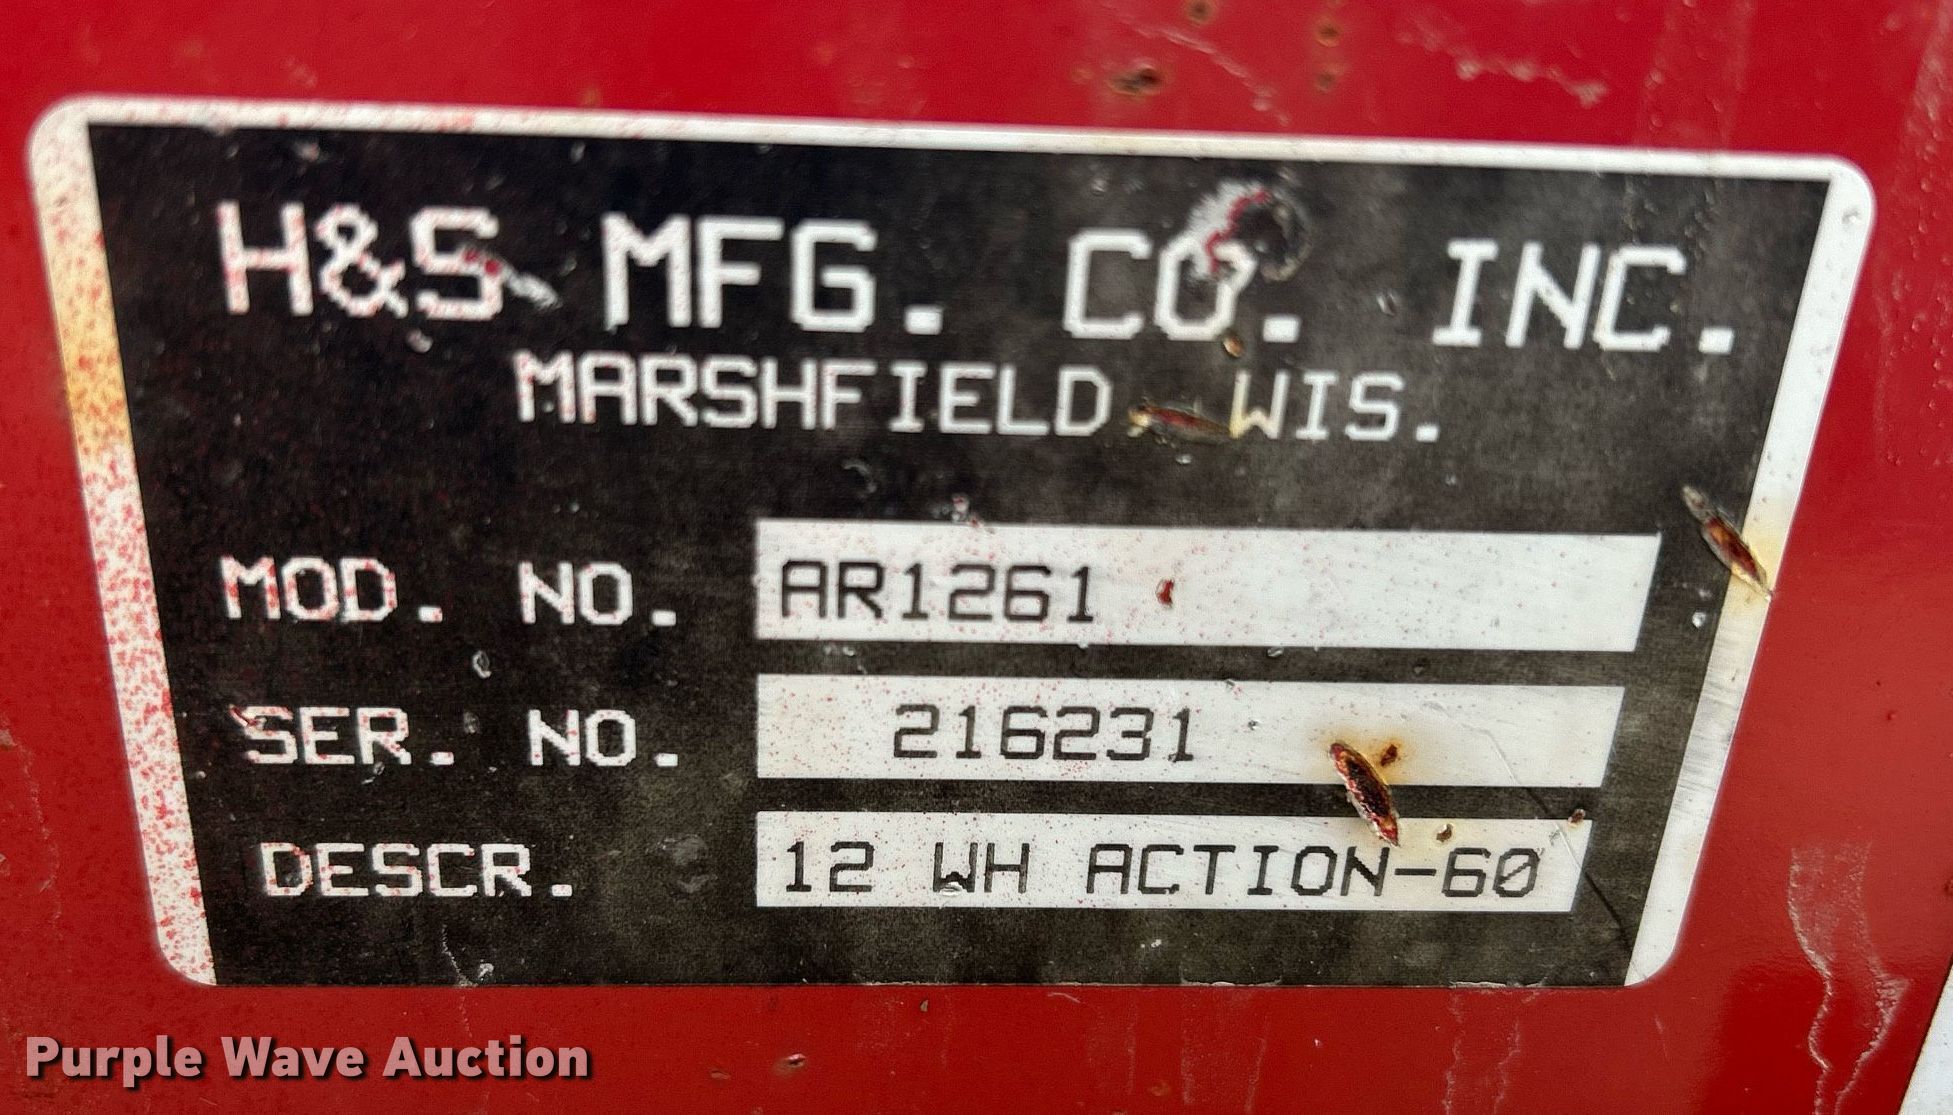 H&S MFG. CO. INC.
MARSHFIELD WIS.
MOD. NO. AR1261
SER. NO. 216231
DESCR. 12 WH ACTION-60
Purple Wave Auction